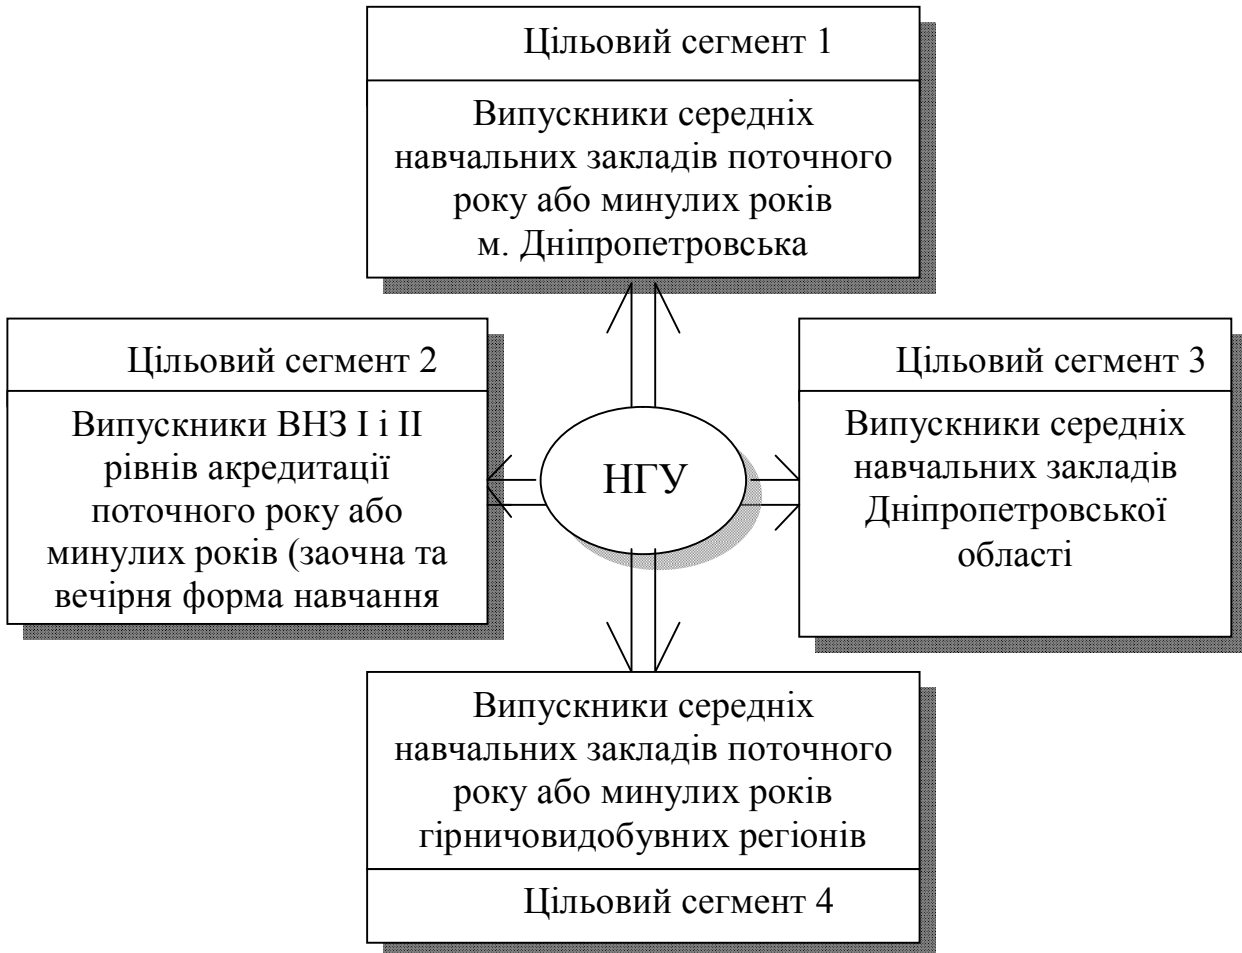 Цільовий сегмент 1
Випускники середніх
навчальних закладів поточного
року або минулих років
м. Дніпропетровська
Цільовий сегмент 2
Випускники ВНЗ І і ІІ
рівнів акредитації
поточного року або
минулих років (заочна та
вечірня форма навчання
НГУ
Цільовий сегмент 3
Випускники середніх
навчальних закладів
Дніпропетровської
області
Випускники середніх
навчальних закладів поточного
року або минулих років
гірничовидобувних регіонів
Цільовий сегмент 4